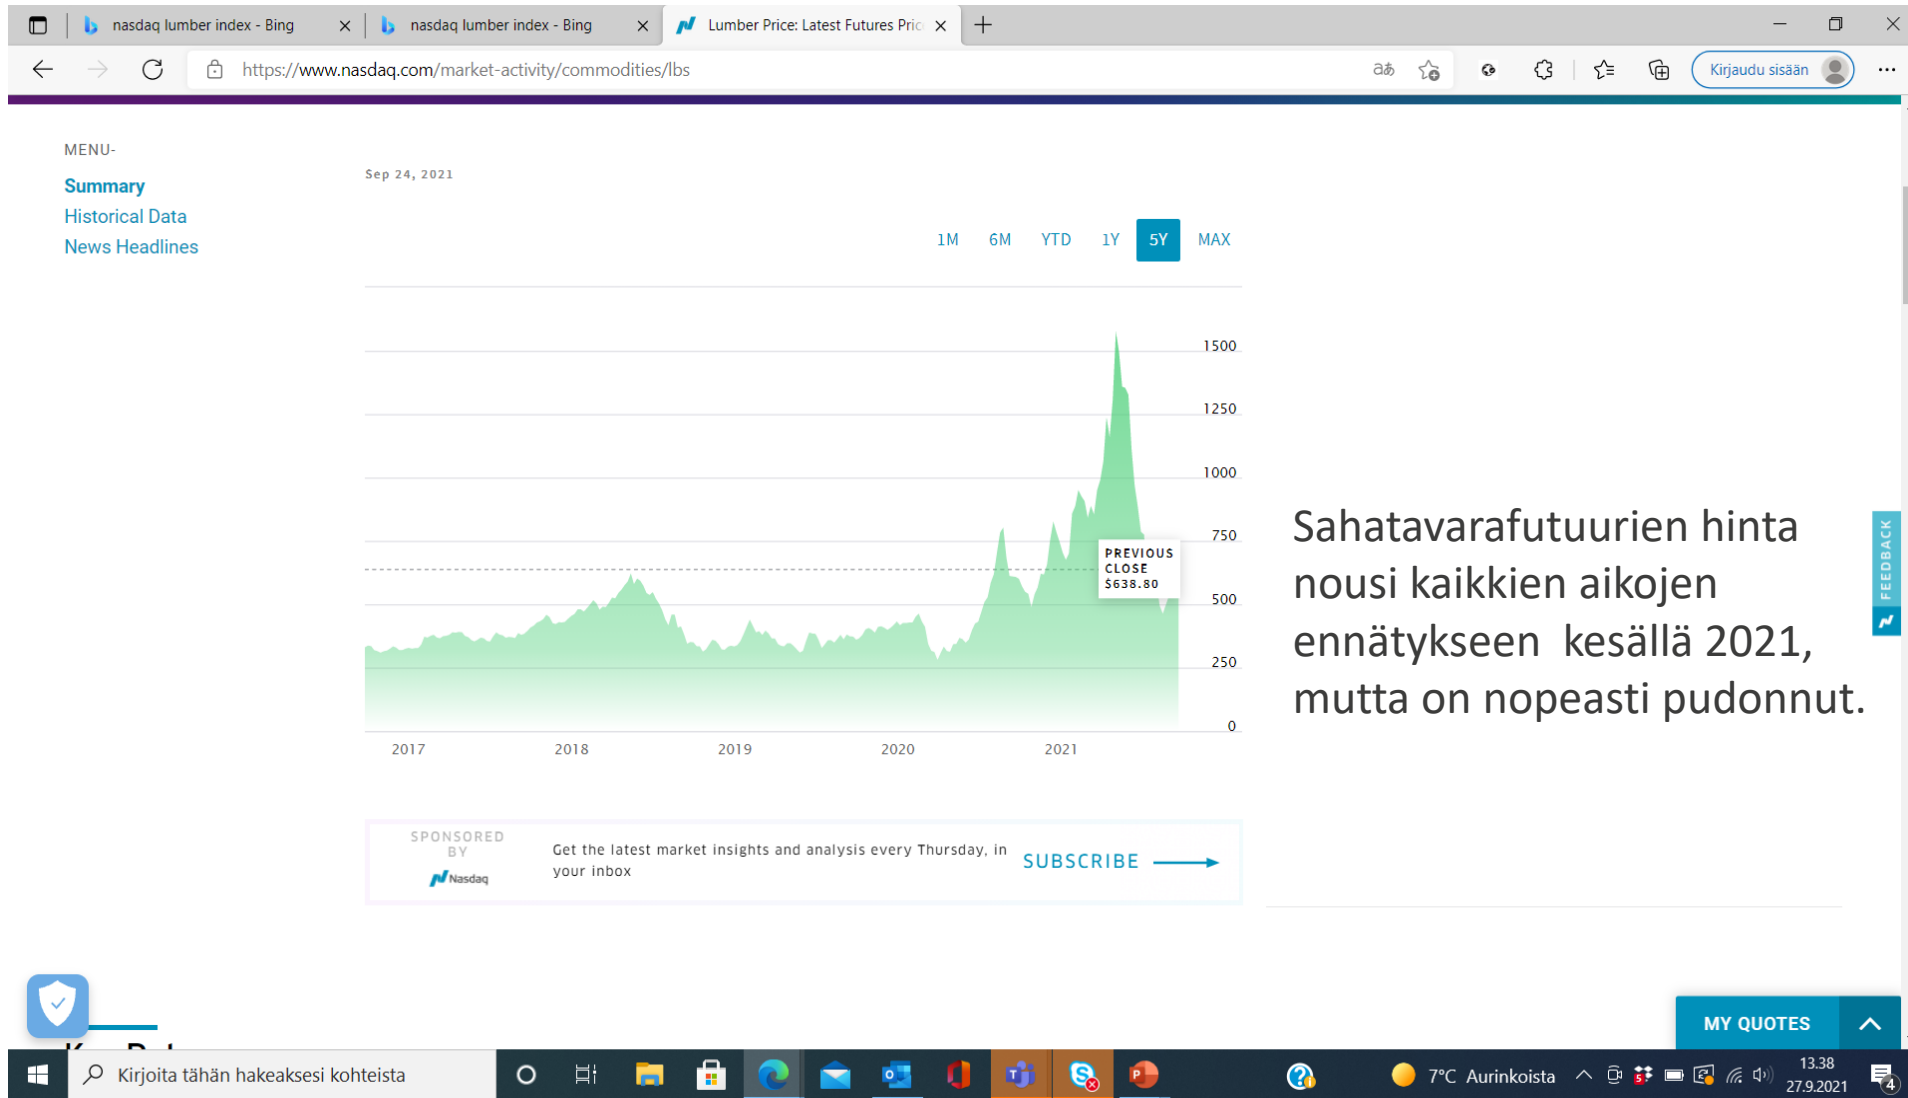 nasdaq lumber index - Bing
nasdaq lumber index - Bing
Lumber Price: Latest Futures Pric
https://www.nasdaq.com/market-activity/commodities/lbs
Kirjaudu sisään
MENU-
Summary
Historical Data
News Headlines
Sep 24, 2021
1M 6M YTD 1Y 5Y MAX
1500
1250
1000
750
500
250
0
PREVIOUS
CLOSE
$638.80
2017 2018 2019 2020 2021
Sahatavarafutuurien hinta
nousi kaikkien aikojen
ennätykseen kesällä 2021,
mutta on nopeasti pudonnut.
FEEDBACK
SPONSORED
BY
Nasdaq
Get the latest market insights and analysis every Thursday, in
your inbox
SUBSCRIBE
MY QUOTES
Kirjoita tähän hakeaksesi kohteista
7°C Aurinkoista
13.38
27.9.2021
4